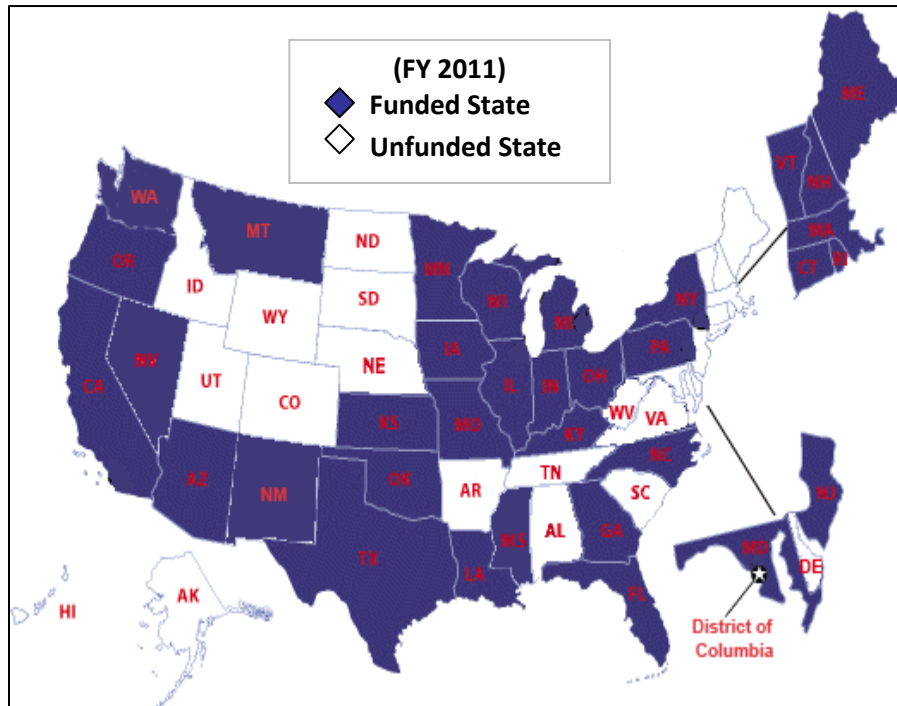 (FY 2011)
Funded State
Unfunded State
ME
VT
NH
WA
MT
ND
MN
MA
OR
ID
SD
WI
CT
RI
WY
MI
NY
NE
IA
PA
NV
UT
IL
IN
OH
CA
CO
WV
VA
KS
MO
KY
NC
TN
AZ
NM
OK
AR
SC
NJ
MS
AL
GA
MD
TX
LA
DE
FL
AK
HI
District of
Columbia